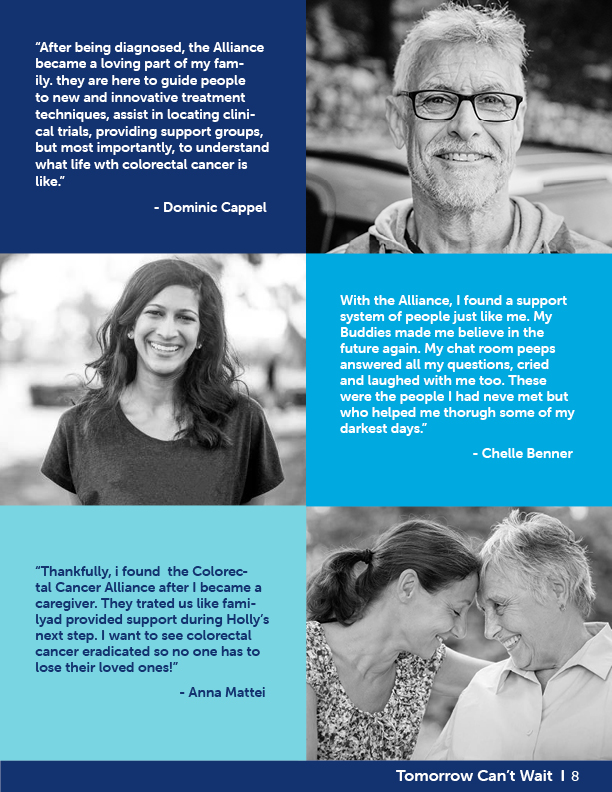 “After being diagnosed, the Alliance
became a loving part of my fam-
ily. they are here to guide people
to new and innovative treatment
techniques, assist in locating clini-
cal trials, providing support groups,
but most importantly, to understand
what life wth colorectal cancer is
like.”
- Dominic Cappel
With the Alliance, I found a support
system of people just like me. My
Buddies made me believe in the
future again. My chat room peeps
answered all my questions, cried
and laughed with me too. These
were the people I had neve met but
who helped me thorugh some of my
darkest days.”
- Chelle Benner
“Thankfully, i found  the Colorec-
tal Cancer Alliance after I became a
caregiver. They trated us like fami-
lyad provided support during Holly’s
next step. I want to see colorectal
cancer eradicated so no one has to
lose their loved ones!”
- Anna Mattei
Tomorrow Can’t Wait | 8